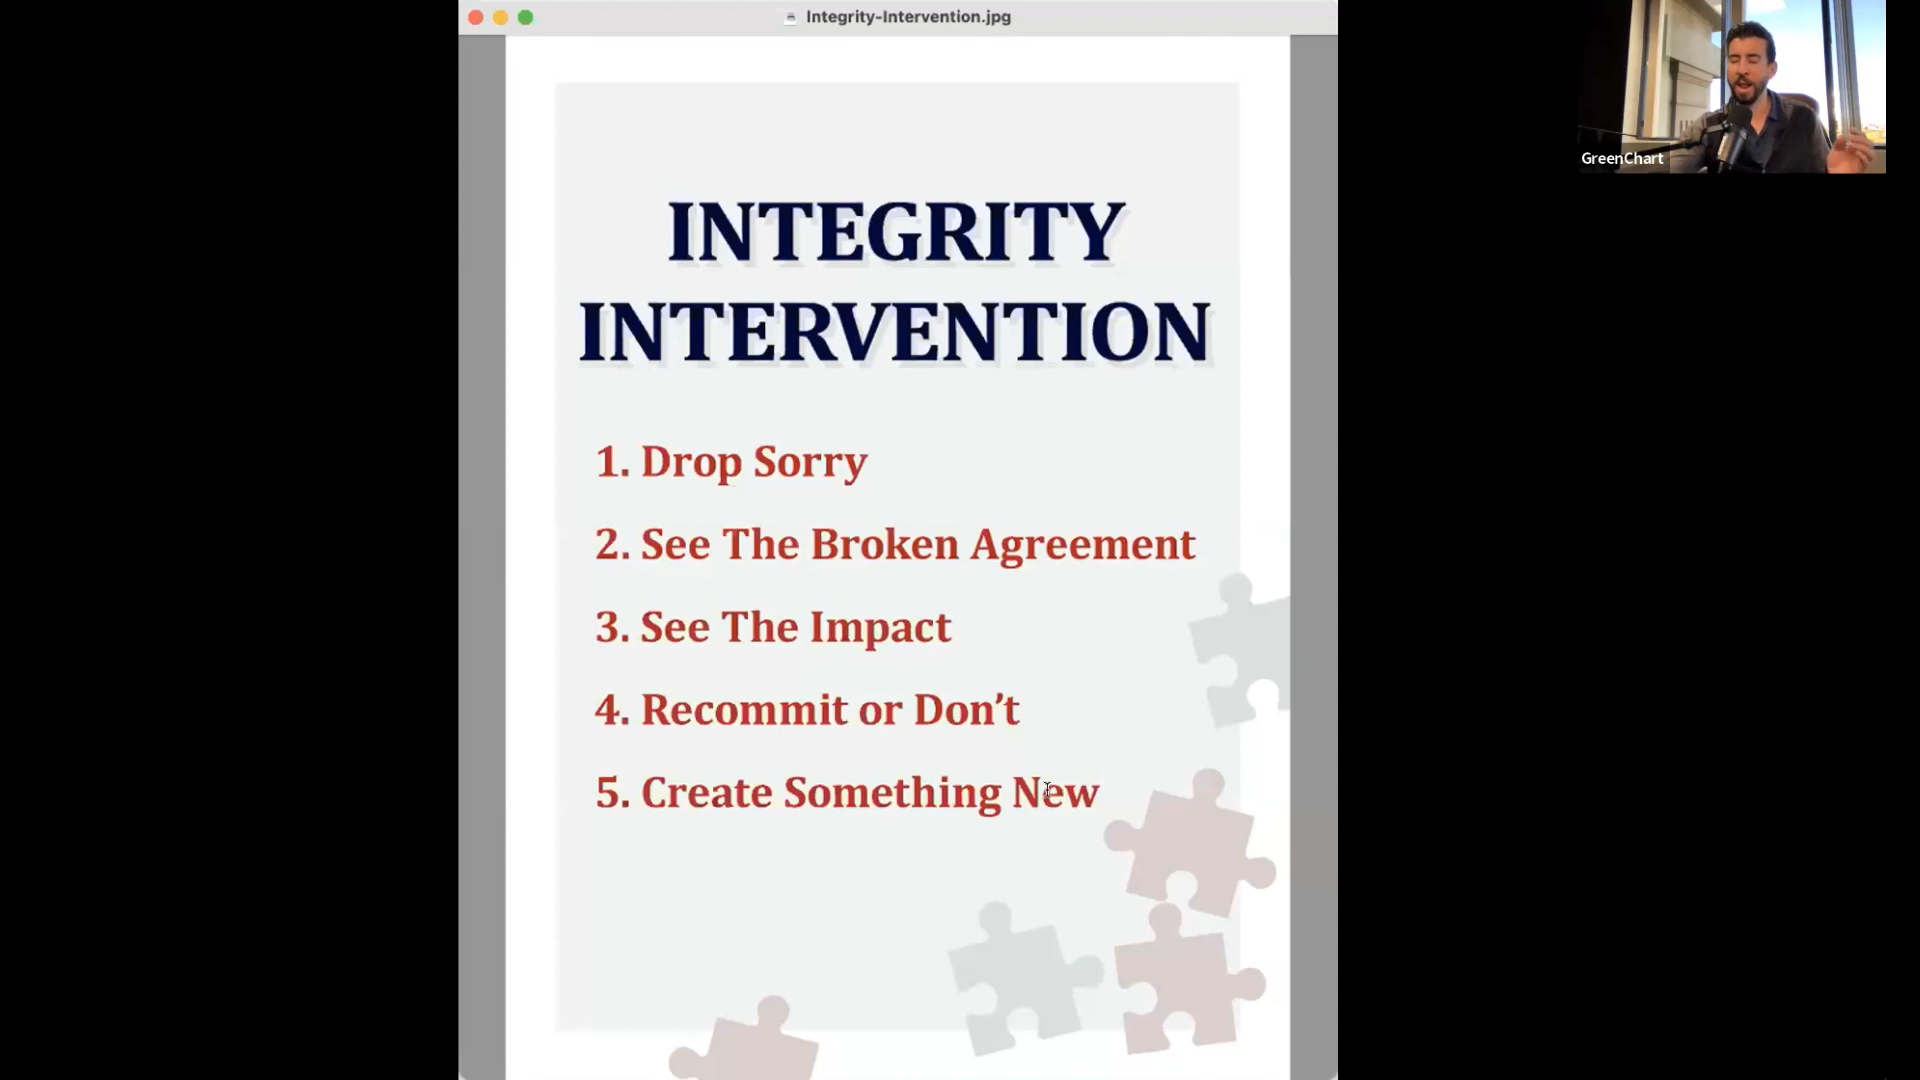 Integrity-Intervention.jpg
GreenChart
INTEGRITY
INTERVENTION
1. Drop Sorry
2. See The Broken Agreement
3. See The Impact
4. Recommit or Don’t
5. Create Something New